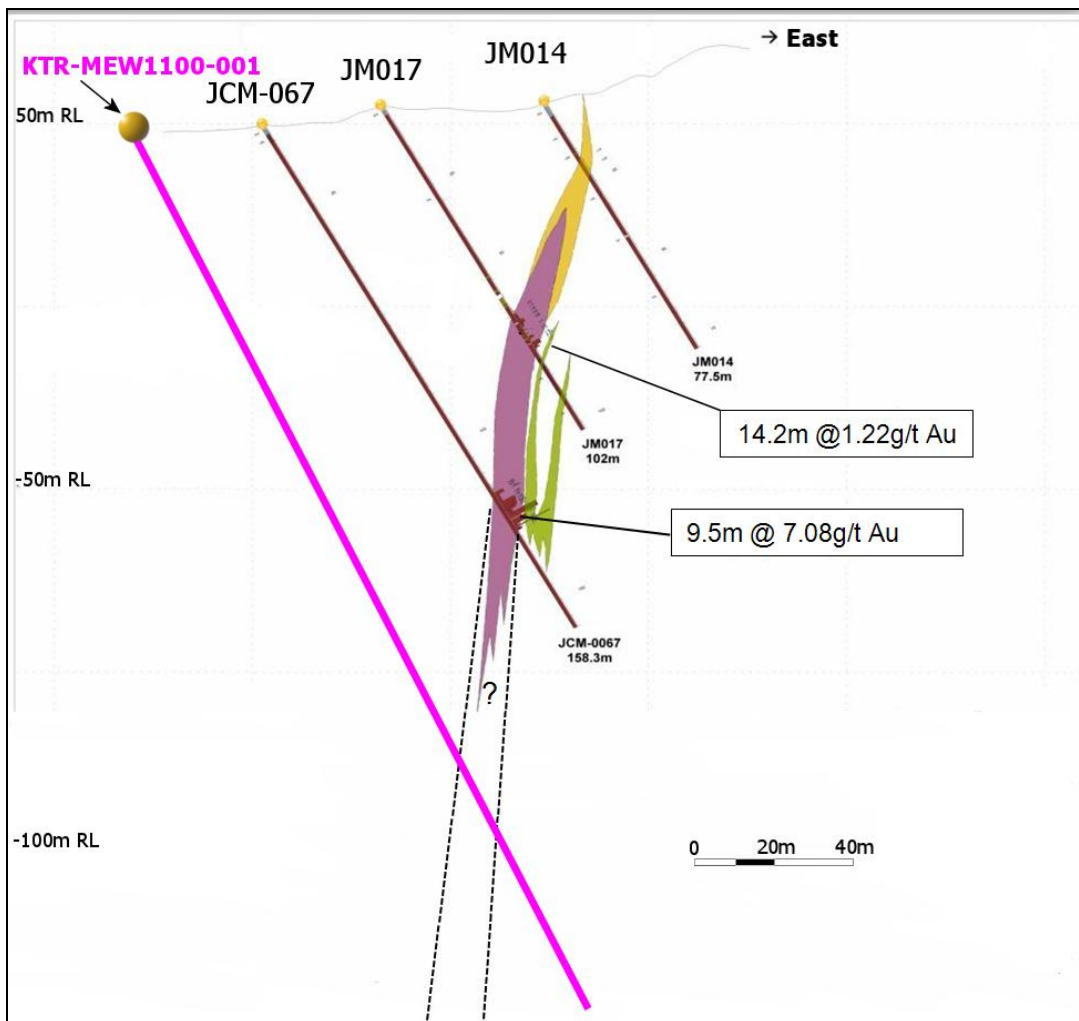 → East
KTR-MEW1100-001
JCM-067
JM017
JM014
50m RL
JM014
77.5m
14.2m @1.22g/t Au
JM017
102m
-50m RL
9.5m @ 7.08g/t Au
JCM-0067
158.3m
?
-100m RL
0 20m 40m